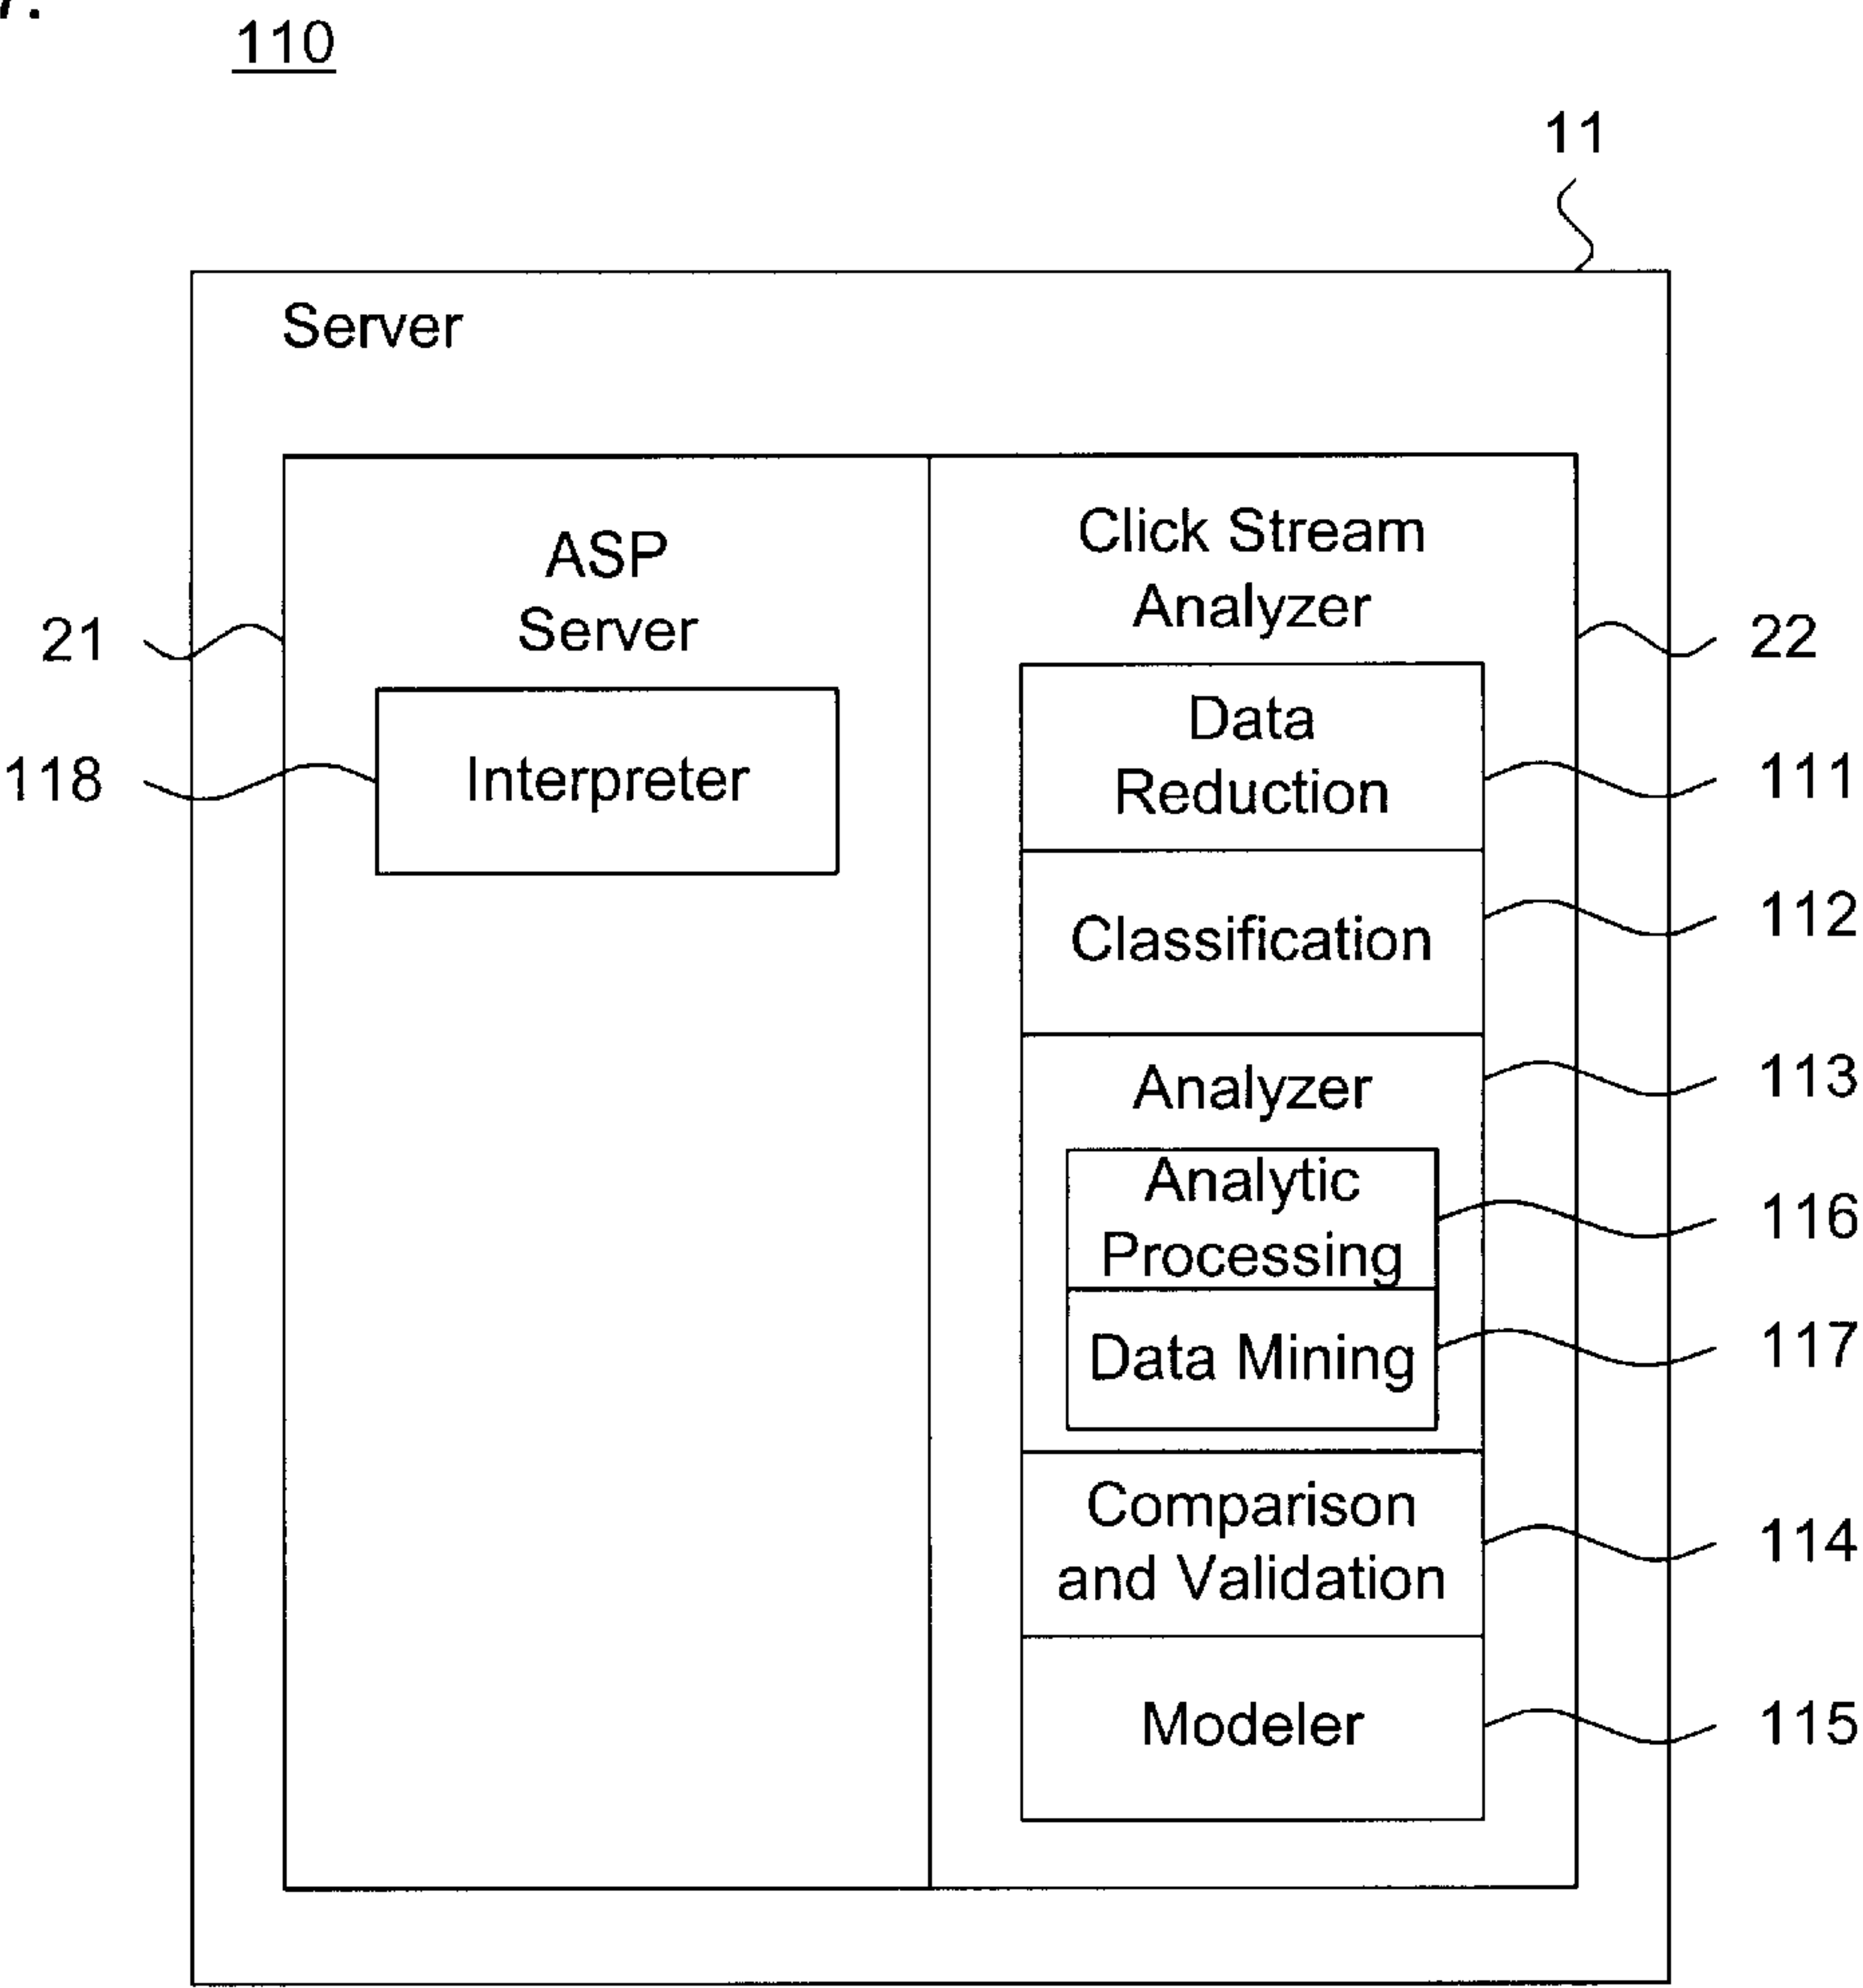 110
11
Server
ASP
Server
21
Interpreter
118
Click Stream
Analyzer
22
Data
Reduction
111
Classification
112
Analyzer
113
Analytic
Processing
116
Data Mining
117
Comparison
and Validation
114
Modeler
115